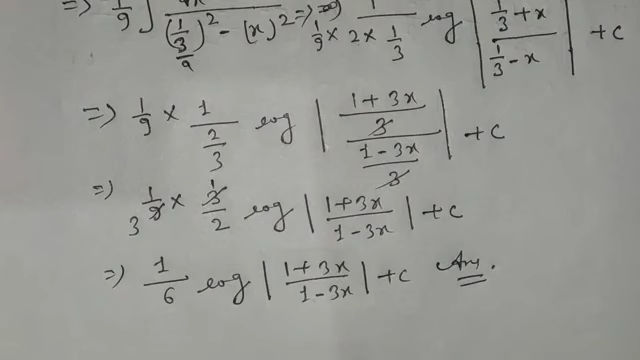 => 1/9 ∫ dx / ((1/3)² - (x)²) => 1/9 × 1/(2 × 1/3) log |(1/3 + x)/(1/3 - x)| + C
=> 1/9 × 1/(2/3) log |((1+3x)/3)/((1-3x)/3)| + C
=> 1/9 × 3/2 log |(1+3x)/(1-3x)| + C
=> 1/6 log |(1+3x)/(1-3x)| + C Ans.